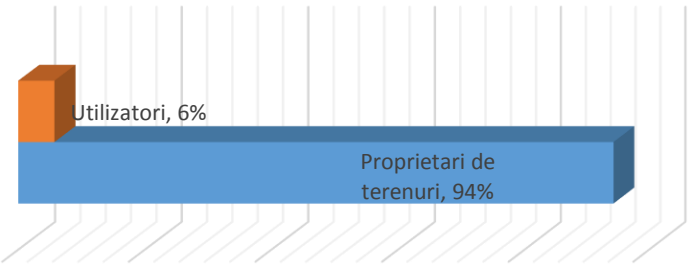 Utilizatori, 6%
Proprietari de
terenuri, 94%